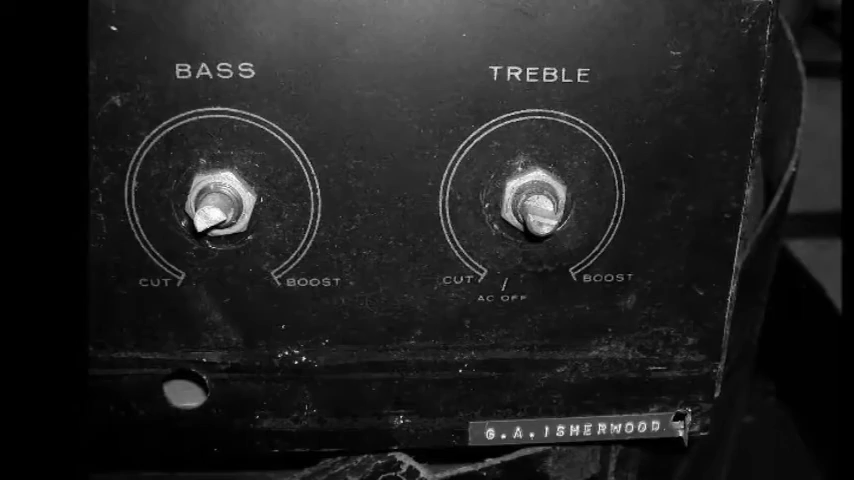 BASS
TREBLE
CUT
BOOST
CUT
BOOST
AC OFF
G.A.ISHERWOOD